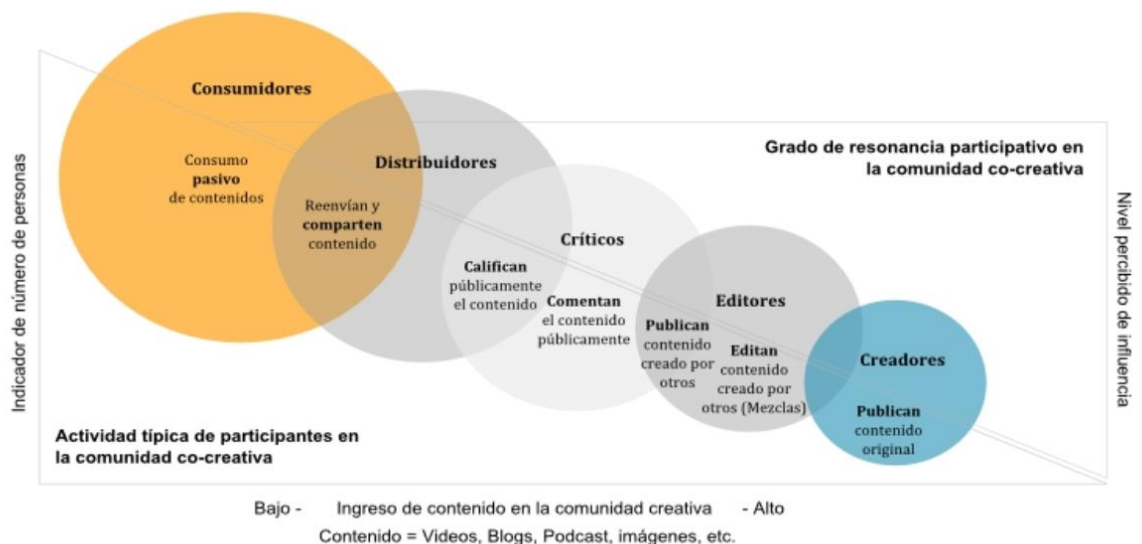 Consumidores
Consumo
pasivo
de contenidos
Distribuidores
Reenvían y
comparten
contenido
Críticos
Califican
públicamente
el contenido
Comentan
el contenido
públicamente
Editores
Publican
contenido
creado por
otros
Editan
contenido
creado por
otros (Mezclas)
Creadores
Publican
contenido
original
Grado de resonancia participativo en
la comunidad co-creativa
Indicador de número de personas
Nivel percibido de influencia
Actividad típica de participantes en
la comunidad co-creativa
Bajo - Ingreso de contenido en la comunidad creativa - Alto
Contenido = Videos, Blogs, Podcast, imágenes, etc.